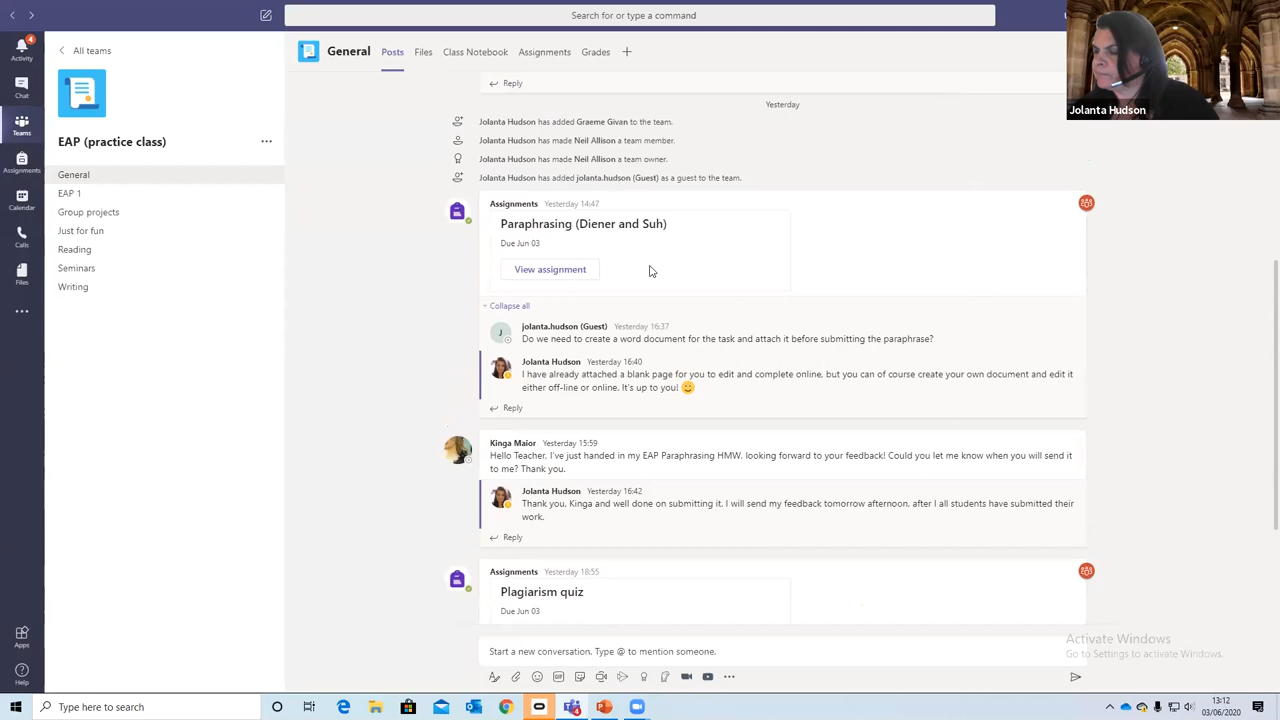 Search for or type a command
4
Activity
Chat
Teams
Assignments
Calendar
Calls
Files
Apps
Help
All teams
EAP (practice class)
General
EAP 1
Group projects
Just for fun
Reading
Seminars
Writing
General Posts Files Class Notebook Assignments Grades
Jolanta Hudson
Reply
Yesterday
Jolanta Hudson has added Graeme Givan to the team.
Jolanta Hudson has made Neil Allison a team member.
Jolanta Hudson has made Neil Allison a team owner.
Jolanta Hudson has added jolanta.hudson (Guest) as a guest to the team.
Assignments Yesterday 14:47
Paraphrasing (Diener and Suh)
Due Jun 03
View assignment
Collapse all
J
jolanta.hudson (Guest) Yesterday 16:37
Do we need to create a word document for the task and attach it before submitting the paraphrase?
Jolanta Hudson Yesterday 16:40
I have already attached a blank page for you to edit and complete online, but you can of course create your own document and edit it
either off-line or online. It's up to you!
Reply
Kinga Maior Yesterday 15:59
Hello Teacher, I've just handed in my EAP Paraphrasing HMW, looking forward to your feedback! Could you let me know when you will send it
to me? Thank you.
Jolanta Hudson Yesterday 16:42
Thank you, Kinga and well done on submitting it. I will send my feedback tomorrow afternoon, after I all students have submitted their
work.
Reply
Assignments Yesterday 18:55
Plagiarism quiz
Due Jun 03
Start a new conversation. Type @ to mention someone.
GIF
Activate Windows
Go to Settings to activate Windows.
Type here to search
13:12
03/06/2020